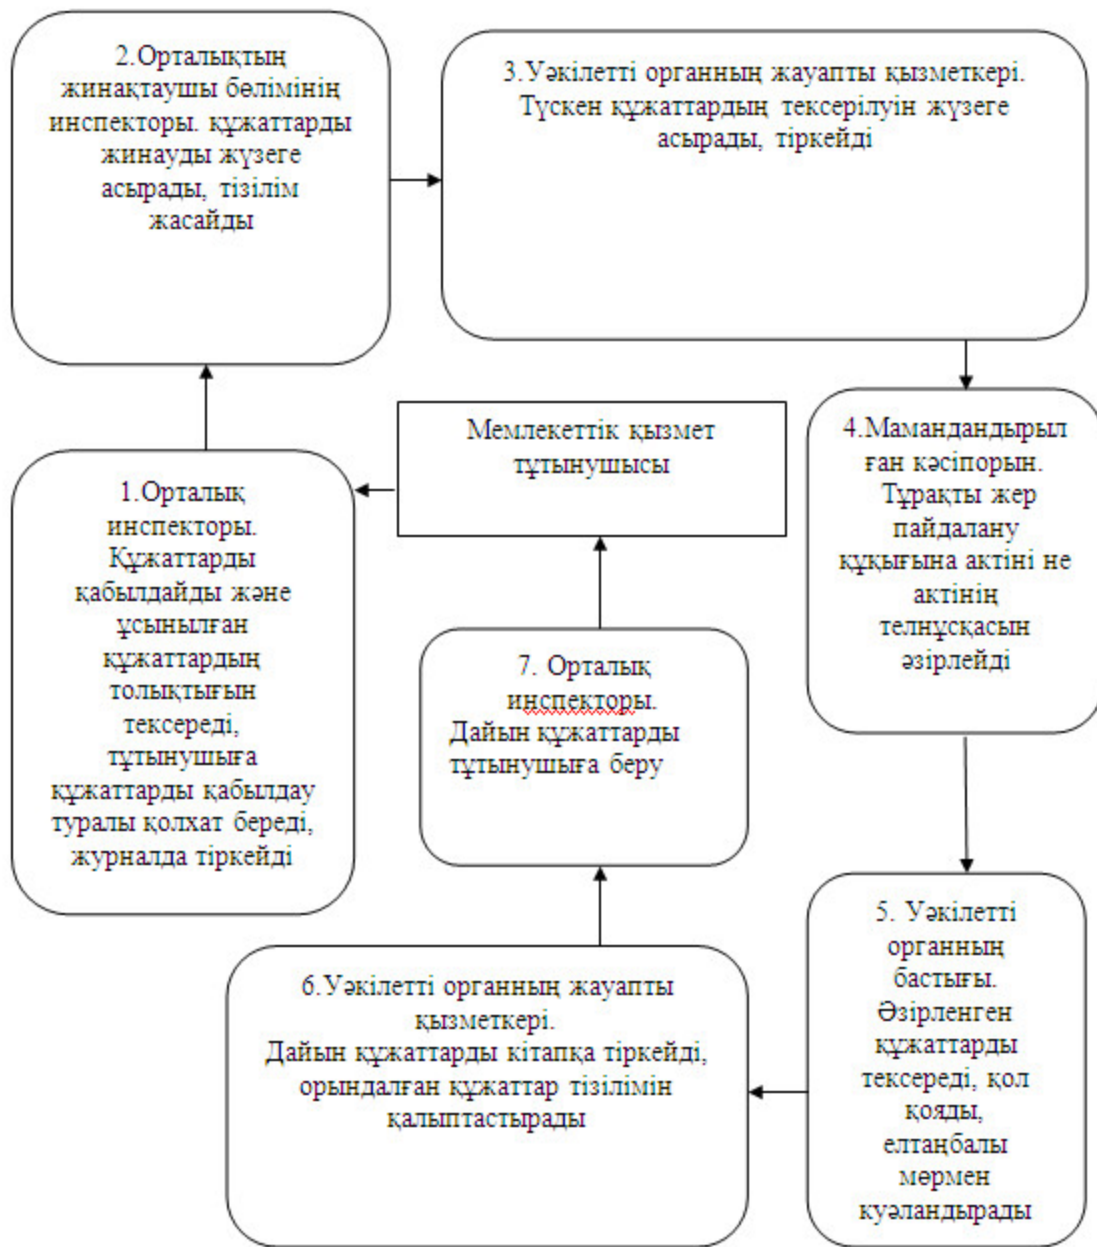 2.Орталықтың
жинақтаушы бөлімінің
инспекторы. құжаттарды
жинауды жүзеге
асырады, тізілім
жасайды
3.Уәкілетті органның жауапты қызметкері.
Түскен құжаттардың тексерілуін жүзеге
асырады, тіркейді
Мемлекеттік қызмет
тұтынушысы
4.Мамандандырыл
ған кәсіпорын.
Тұрақты жер
пайдалану
құқығына актіні не
актінің
телнұсқасын
әзірлейді
1.Орталық
инспекторы.
Құжаттарды
қабылдайды және
ұсынылған
құжаттардың
толықтығын
тексереді,
тұтынушыға
құжаттарды қабылдау
туралы қолхат береді,
журналда тіркейді
7. Орталық
инспекторы.
Дайын құжаттарды
тұтынушыға беру
5. Уәкілетті
органның
бастығы.
Әзірленген
құжаттарды
тексереді, қол
қояды,
елтаңбалы
мөрмен
куәландырады
6.Уәкілетті органның жауапты
қызметкері.
Дайын құжаттарды кітапқа тіркейді,
орындалған құжаттар тізілімін
қалыптастырады